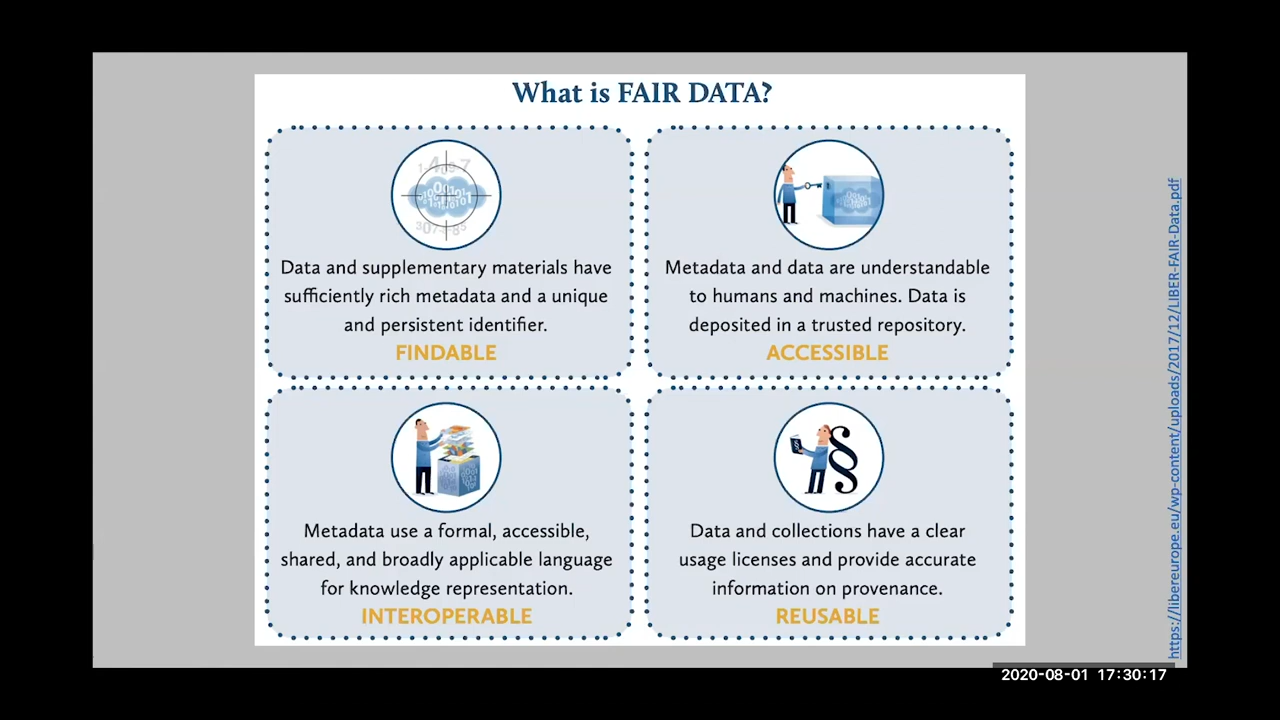 What is FAIR DATA?
Data and supplementary materials have
sufficiently rich metadata and a unique
and persistent identifier.
FINDABLE
Metadata and data are understandable
to humans and machines. Data is
deposited in a trusted repository.
ACCESSIBLE
Metadata use a formal, accessible,
shared, and broadly applicable language
for knowledge representation.
INTEROPERABLE
Data and collections have a clear
usage licenses and provide accurate
information on provenance.
REUSABLE
https://libereurope.eu/wp-content/uploads/2017/12/LIBER-FAIR-Data.pdf
2020-08-01 17:30:17